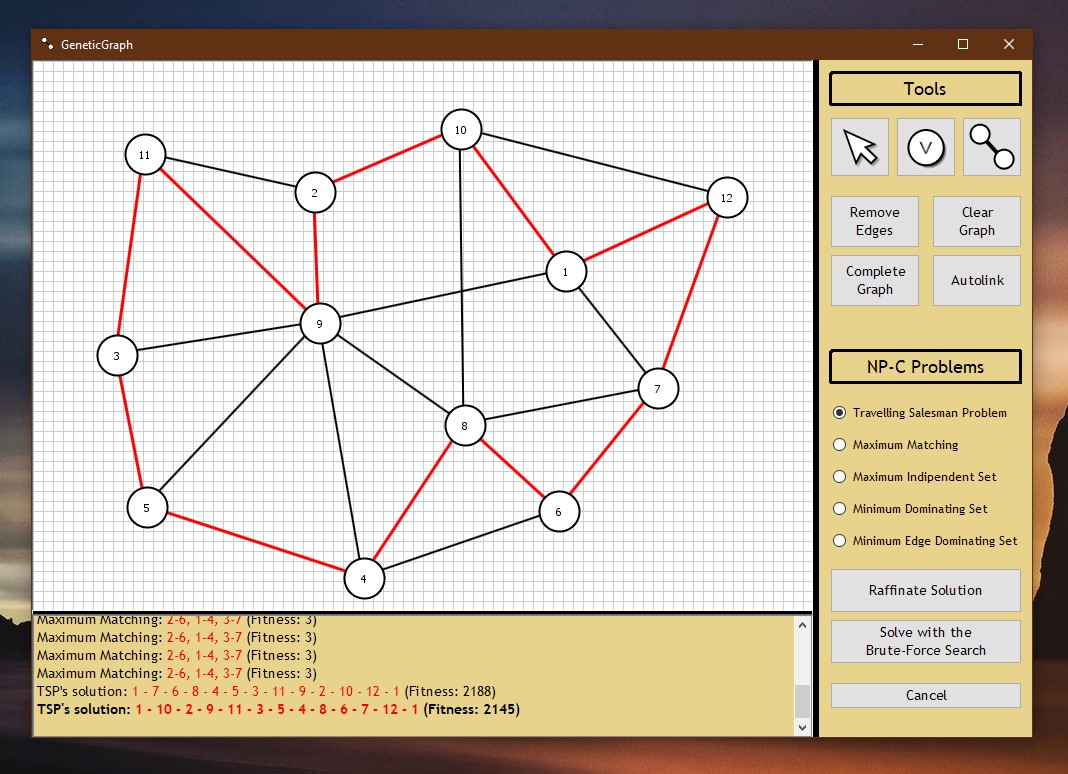 GeneticGraph
Tools
10
11
V
2
12
Remove
Edges
Clear
Graph
1
Complete
Graph
Autolink
9
3
NP-C Problems
7
Travelling Salesman Problem
8
Maximum Matching
Maximum Indipendent Set
5
6
Minimum Dominating Set
Minimum Edge Dominating Set
4
Raffinate Solution
Maximum Matching: 2-6, 1-4, 3-7 (Fitness: 3)
Maximum Matching: 2-6, 1-4, 3-7 (Fitness: 3)
Maximum Matching: 2-6, 1-4, 3-7 (Fitness: 3)
Maximum Matching: 2-6, 1-4, 3-7 (Fitness: 3)
TSP's solution: 1 - 7 - 6 - 8 - 4 - 5 - 3 - 11 - 9 - 2 - 10 - 12 - 1 (Fitness: 2188)
TSP's solution: 1 - 10 - 2 - 9 - 11 - 3 - 5 - 4 - 8 - 6 - 7 - 12 - 1 (Fitness: 2145)
Solve with the
Brute-Force Search
Cancel